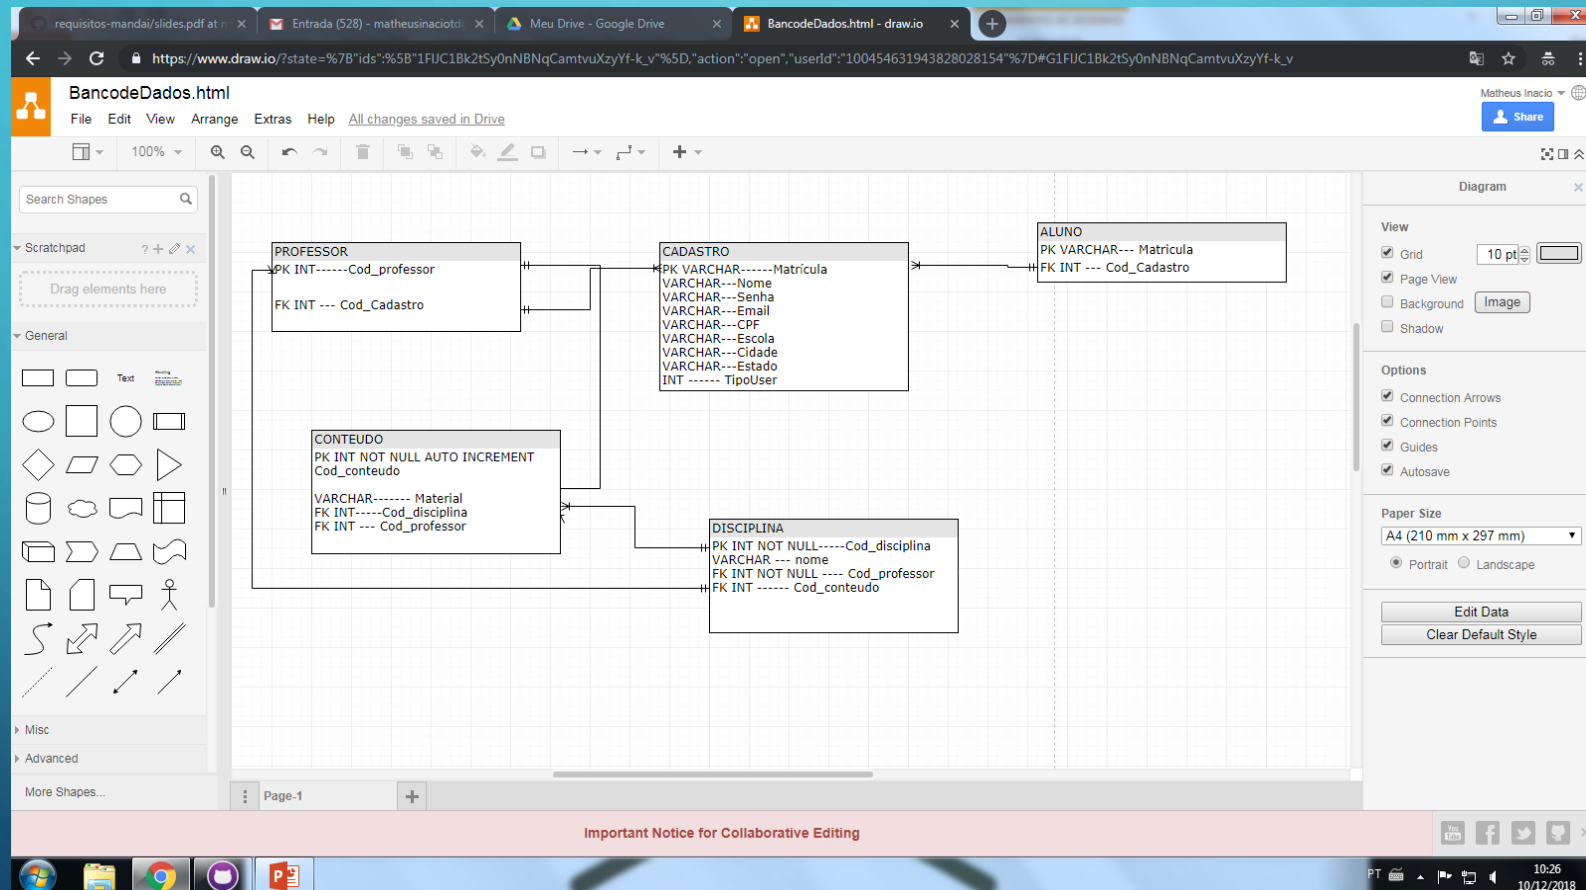 requisitos-mandai/slides.pdf at n
Entrada (528) - matheusinaciotds
Meu Drive - Google Drive
BancodeDados.html - draw.io
https://www.draw.io/?state=%7B"ids":%5B"1FlJC1Bk2tSy0nNBNqCamtvuXzyYf-k_v"%5D,"action":"open","userId":"100454631943828028154"%7D#G1FlJC1Bk2tSy0nNBNqCamtvuXzyYf-k_v
BancodeDados.html
Matheus Inacio
File Edit View Arrange Extras Help All changes saved in Drive
Share
100%
Search Shapes
Scratchpad
?
Drag elements here
General
Text
Heading
Misc
Advanced
More Shapes...
PROFESSOR
PK INT------Cod_professor
FK INT --- Cod_Cadastro
CADASTRO
PK VARCHAR------Matrícula
VARCHAR---Nome
VARCHAR---Senha
VARCHAR---Email
VARCHAR---CPF
VARCHAR---Escola
VARCHAR---Cidade
VARCHAR---Estado
INT ------ TipoUser
ALUNO
PK VARCHAR--- Matricula
FK INT --- Cod_Cadastro
CONTEUDO
PK INT NOT NULL AUTO INCREMENT
Cod_conteudo
VARCHAR------- Material
FK INT-----Cod_disciplina
FK INT --- Cod_professor
DISCIPLINA
PK INT NOT NULL-----Cod_disciplina
VARCHAR --- nome
FK INT NOT NULL ---- Cod_professor
FK INT ------ Cod_conteudo
Diagram
View
Grid
10 pt
Page View
Background
Image
Shadow
Options
Connection Arrows
Connection Points
Guides
Autosave
Paper Size
A4 (210 mm x 297 mm)
Portrait
Landscape
Edit Data
Clear Default Style
Page-1
Important Notice for Collaborative Editing
You
Tube
PT
10:26
10/12/2018